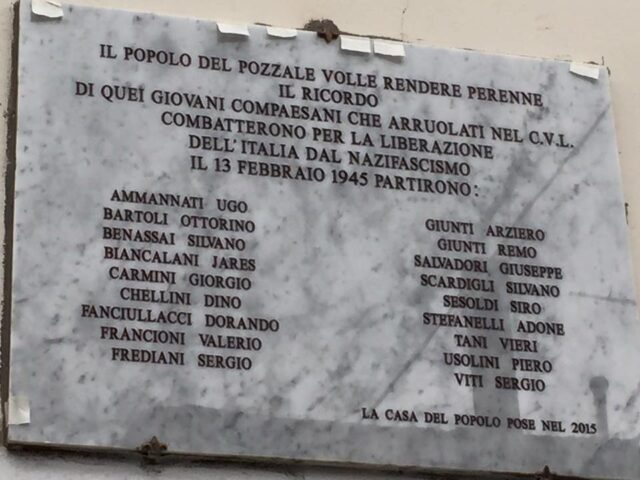 IL POPOLO DEL POZZALE VOLLE RENDERE PERENNE
IL RICORDO
DI QUEI GIOVANI COMPAESANI CHE ARRUOLATI NEL C.V.L.
COMBATTERONO PER LA LIBERAZIONE
DELL'ITALIA DAL NAZIFASCISMO
IL 13 FEBBRAIO 1945 PARTIRONO:
AMMANNATI UGO
BARTOLI OTTORINO
BENASSAI SILVANO
BIANCALANI JARES
CARMINI GIORGIO
CHELLINI DINO
FANCIULLACCI DORANDO
FRANCIONI VALERIO
FREDIANI SERGIO
GIUNTI ARZIERO
GIUNTI REMO
SALVADORI GIUSEPPE
SCARDIGLI SILVANO
SESOLDI SIRO
STEFANELLI ADONE
TANI VIERI
USOLINI PIERO
VITI SERGIO
LA CASA DEL POPOLO POSE NEL 2015